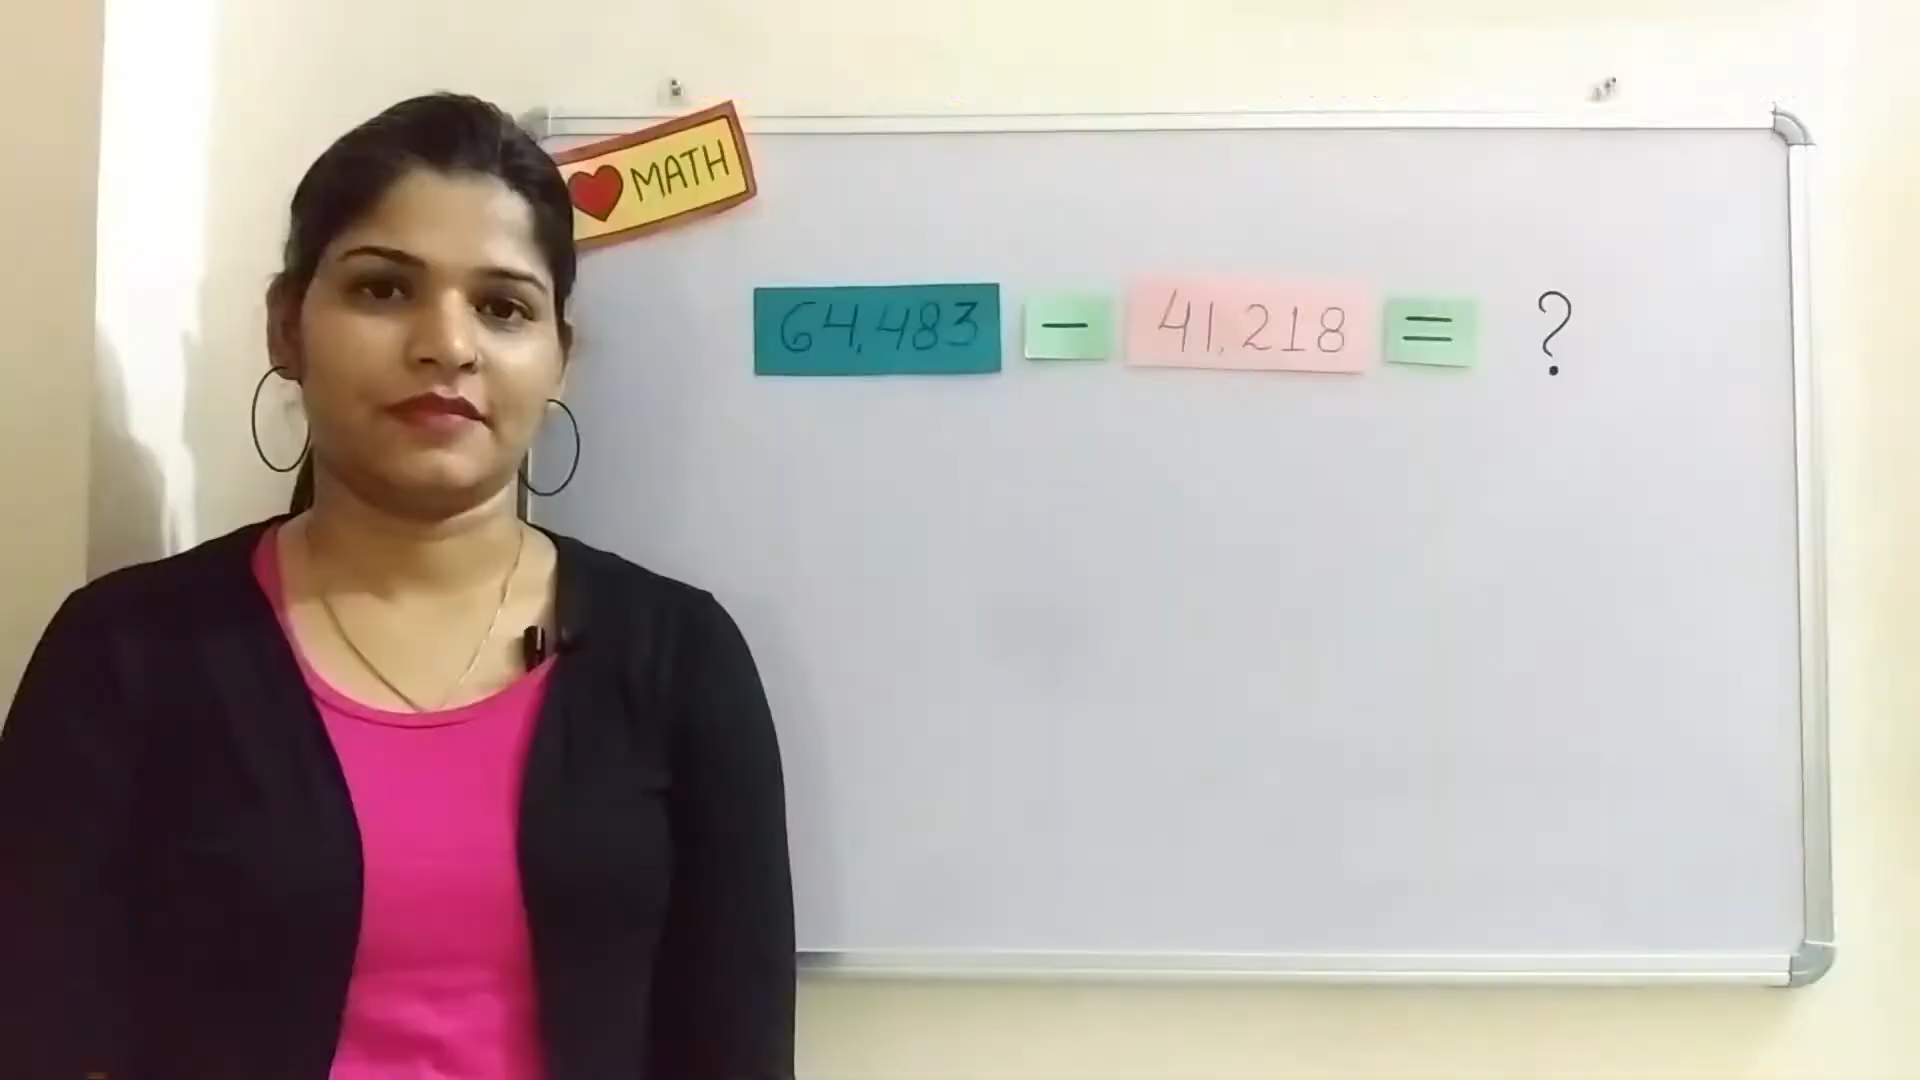 ❤ MATH
64,483 − 41,218 = ?